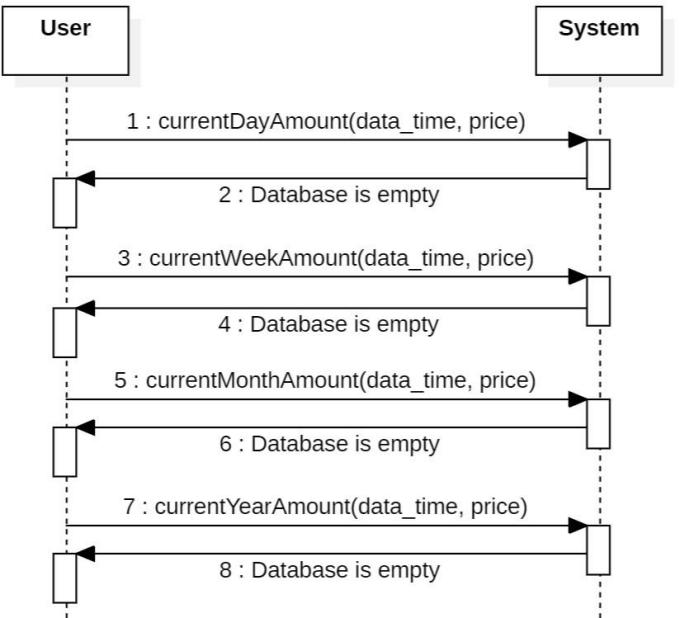 User
System
1 : currentDayAmount(data_time, price)
2 : Database is empty
3 : currentWeekAmount(data_time, price)
4 : Database is empty
5 : currentMonthAmount(data_time, price)
6 : Database is empty
7 : currentYearAmount(data_time, price)
8 : Database is empty